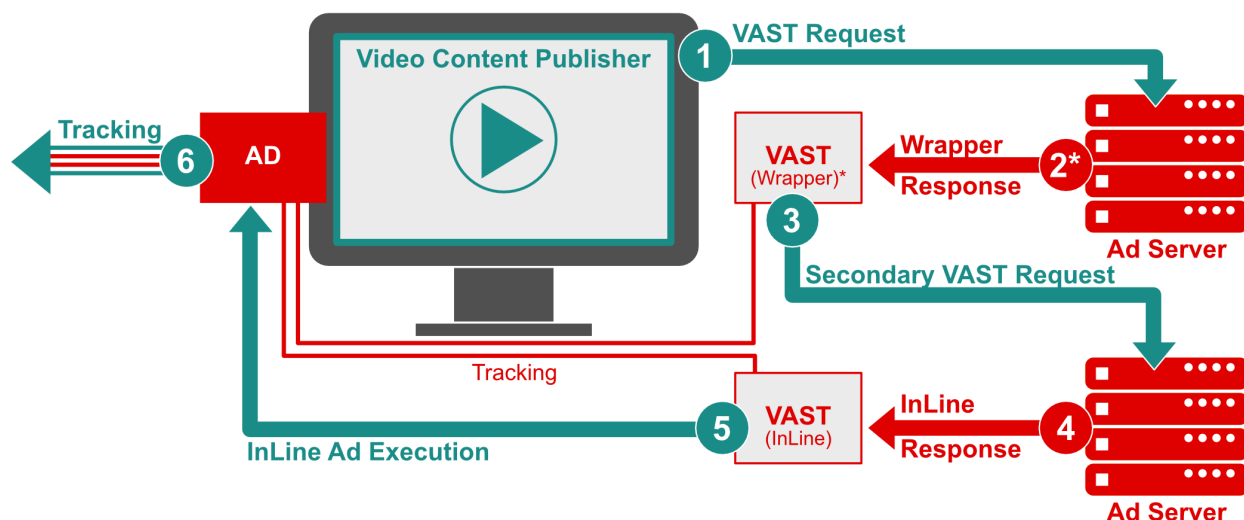 1
VAST Request
Video Content Publisher
Tracking
6
AD
VAST
(Wrapper)*
Wrapper
Response
2*
Ad Server
3
Secondary VAST Request
Tracking
VAST
(InLine)
5
InLine
Response
4
InLine Ad Execution
Ad Server